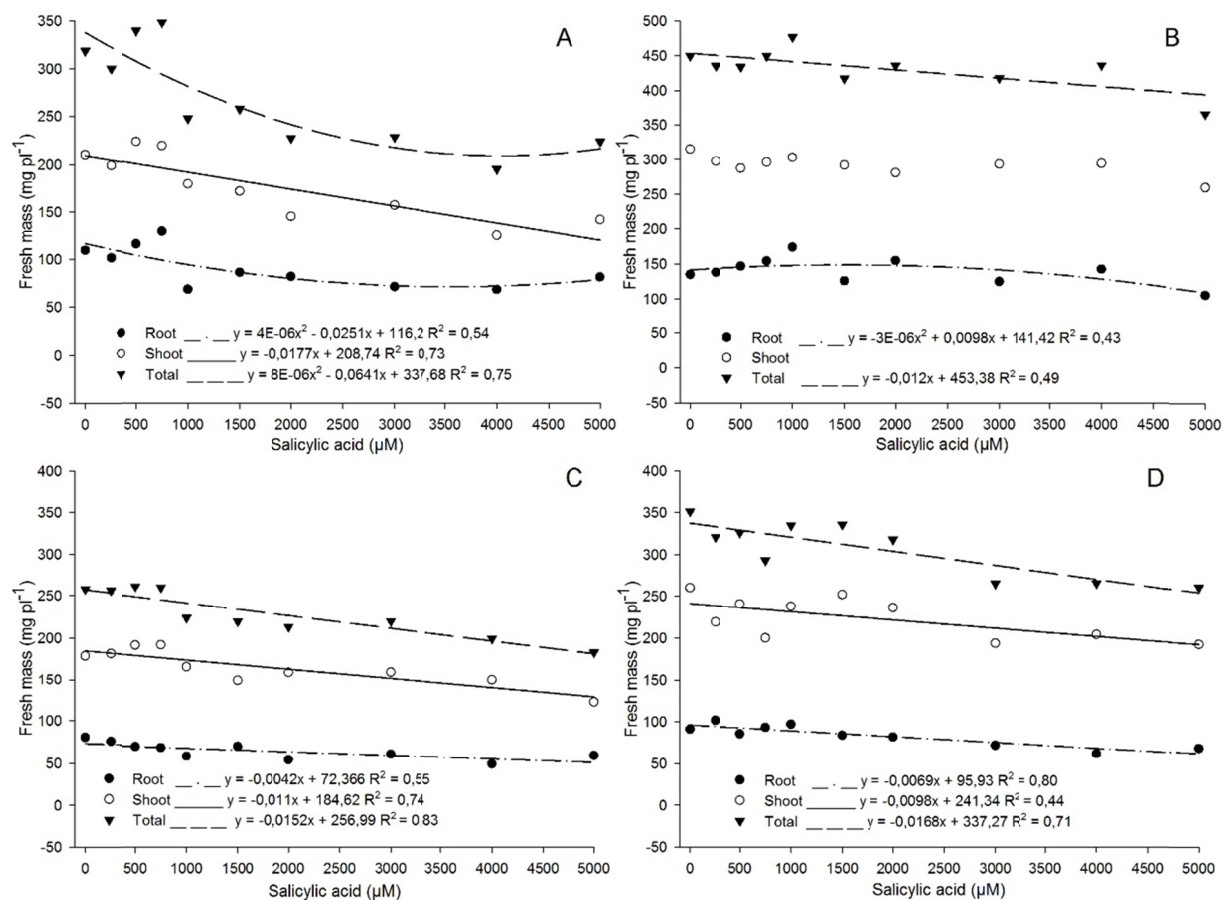 A
400
350
300
250
200
150
100
50
0
-50
Fresh mass (mg pl⁻¹)
Root y = 4E-06x² - 0,0251x + 116,2 R² = 0,54
Shoot y = -0,0177x + 208,74 R² = 0,73
Total y = 8E-06x² - 0,0641x + 337,68 R² = 0,75
0 500 1000 1500 2000 2500 3000 3500 4000 4500 5000
Salicylic acid (µM)
B
500
450
400
350
300
250
200
150
100
50
0
-50
Fresh mass (mg pl⁻¹)
Root y = -3E-06x² + 0,0098x + 141,42 R² = 0,43
Shoot
Total y = -0,012x + 453,38 R² = 0,49
0 500 1000 1500 2000 2500 3000 3500 4000 4500 5000
Salicylic acid (µM)
C
400
350
300
250
200
150
100
50
0
-50
Fresh mass (mg pl⁻¹)
Root y = -0,0042x + 72,366 R² = 0,55
Shoot y = -0,011x + 184,62 R² = 0,74
Total y = -0,0152x + 256,99 R² = 0,83
0 500 1000 1500 2000 2500 3000 3500 4000 4500 5000
Salicylic acid (µM)
D
400
350
300
250
200
150
100
50
0
-50
Fresh mass (mg pl⁻¹)
Root y = -0,0069x + 95,93 R² = 0,80
Shoot y = -0,0098x + 241,34 R² = 0,44
Total y = -0,0168x + 337,27 R² = 0,71
0 500 1000 1500 2000 2500 3000 3500 4000 4500 5000
Salicylic acid (µM)